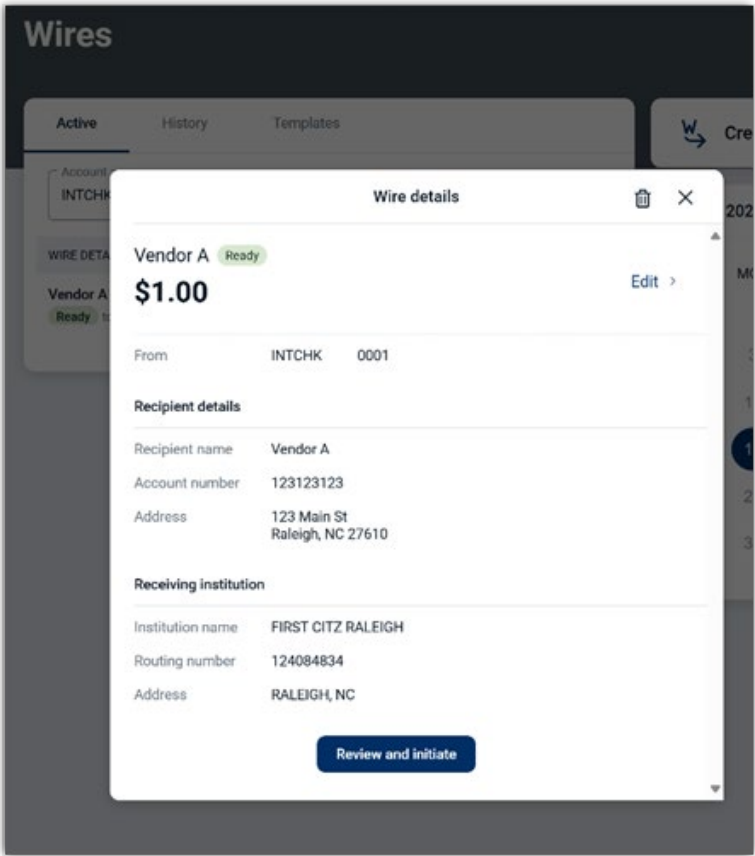 Wires
Active History Templates
Cre
Account
INTCHK
202
WIRE DETA
MO
Vendor A
Ready to
Wire details
Vendor A Ready
$1.00
Edit
From INTCHK 0001
Recipient details
Recipient name Vendor A
Account number 123123123
Address 123 Main St
Raleigh, NC 27610
Receiving institution
Institution name FIRST CITZ RALEIGH
Routing number 124084834
Address RALEIGH, NC
Review and initiate